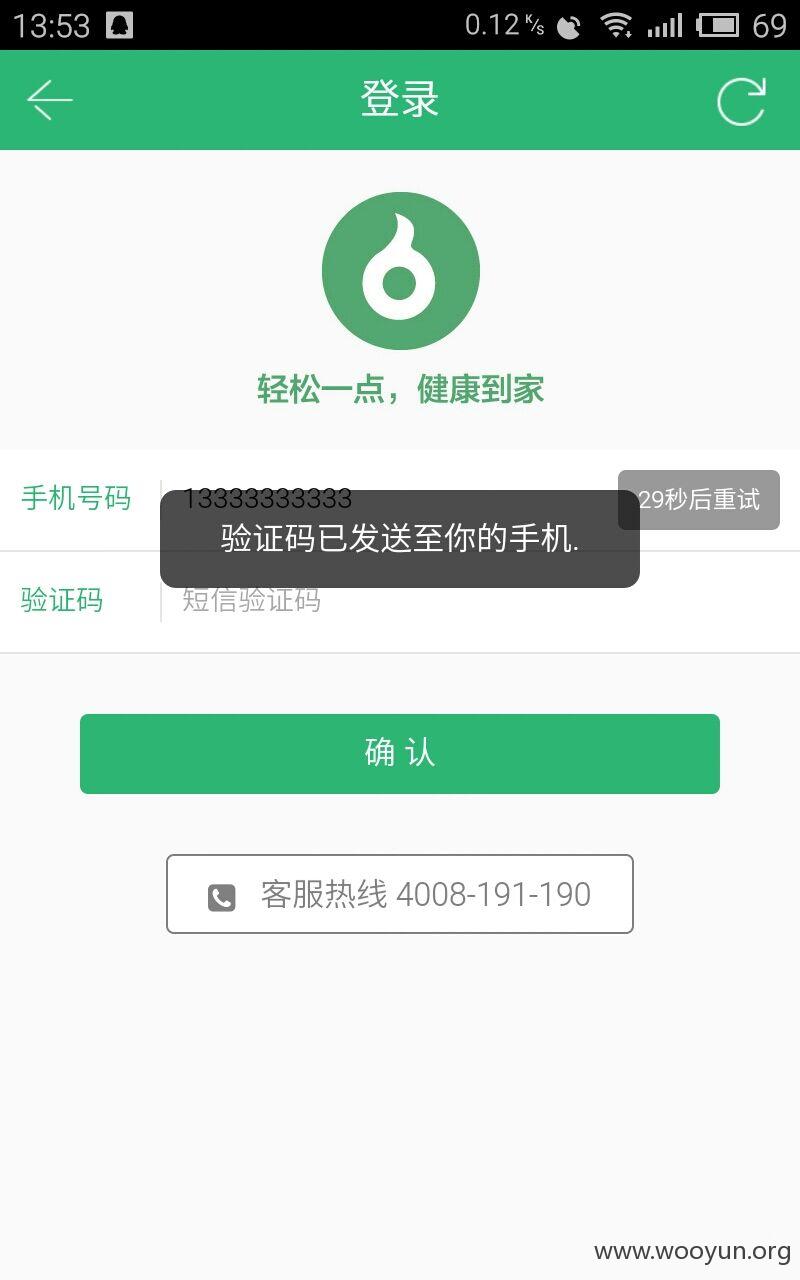 13:53
0.12 K/s
69
登录
轻松一点，健康到家
手机号码
13333333333
29秒后重试
验证码已发送至你的手机.
验证码
短信验证码
确 认
客服热线 4008-191-190
www.wooyun.org